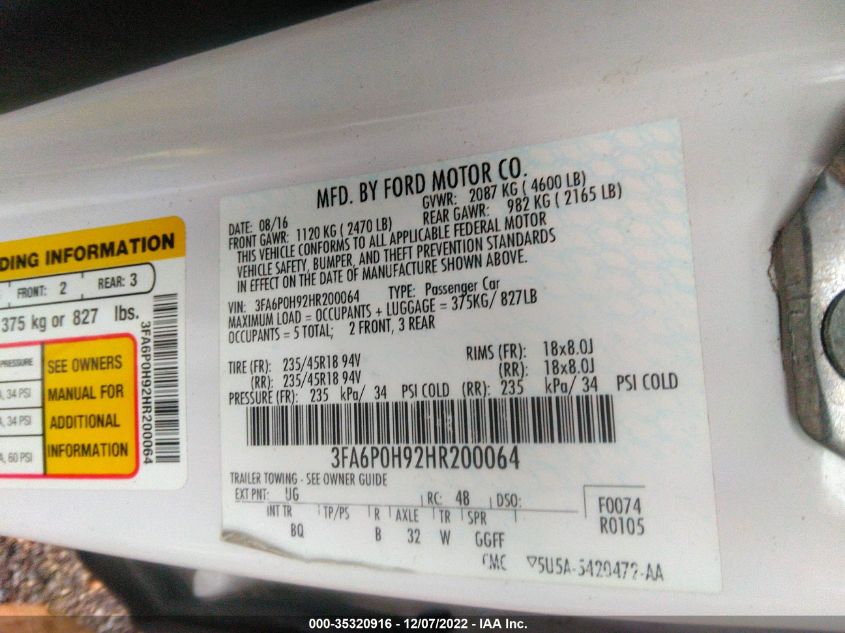 DING INFORMATION
FRONT: 2 REAR: 3
375 kg or 827 lbs.
PRESSURE
SEE OWNERS
MANUAL FOR
ADDITIONAL
INFORMATION
34 PSI
34 PSI
60 PSI
3FA6P0H92HR200064
MFD. BY FORD MOTOR CO.
DATE: 08/16 GVWR: 2087 KG ( 4600 LB)
FRONT GAWR: 1120 KG ( 2470 LB) REAR GAWR: 982 KG ( 2165 LB)
THIS VEHICLE CONFORMS TO ALL APPLICABLE FEDERAL MOTOR
VEHICLE SAFETY, BUMPER, AND THEFT PREVENTION STANDARDS
IN EFFECT ON THE DATE OF MANUFACTURE SHOWN ABOVE.
VIN: 3FA6P0H92HR200064 TYPE: Passenger Car
MAXIMUM LOAD = OCCUPANTS + LUGGAGE = 375KG/ 827LB
OCCUPANTS = 5 TOTAL; 2 FRONT, 3 REAR
TIRE (FR): 235/45R18 94V RIMS (FR): 18x8.0J
(RR): 235/45R18 94V (RR): 18x8.0J
PRESSURE (FR): 235 kPa/ 34 PSI COLD (RR): 235 kPa/ 34 PSI COLD
3FA6P0H92HR200064
TRAILER TOWING - SEE OWNER GUIDE
EXT PNT: UG RC: 48 DSO: F0074
R0105
INT TR TP/PS R AXLE TR SPR
BQ B 32 W GGFF
CMC ▽5U5A-5420472-AA
000-35320916 - 12/07/2022 - IAA Inc.